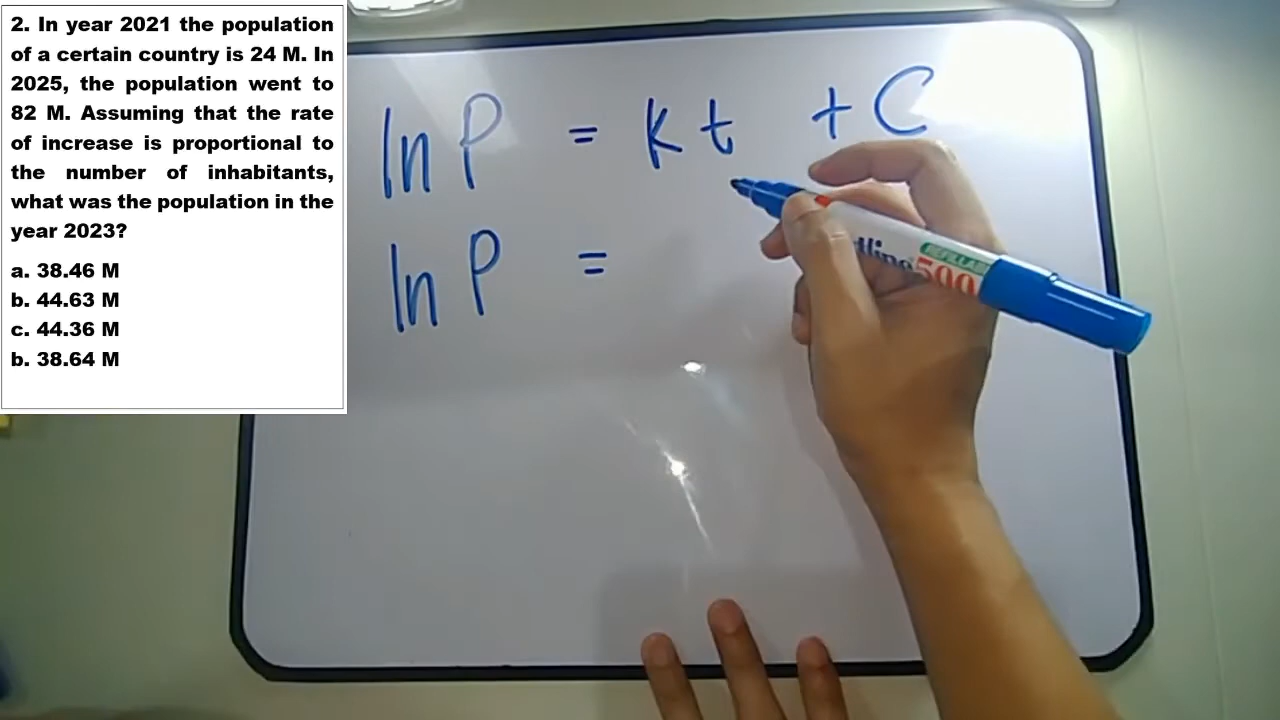 2. In year 2021 the population
of a certain country is 24 M. In
2025, the population went to
82 M. Assuming that the rate
of increase is proportional to
the number of inhabitants,
what was the population in the
year 2023?
a. 38.46 M
b. 44.63 M
c. 44.36 M
b. 38.64 M
ln P = kt + C
ln P =
500